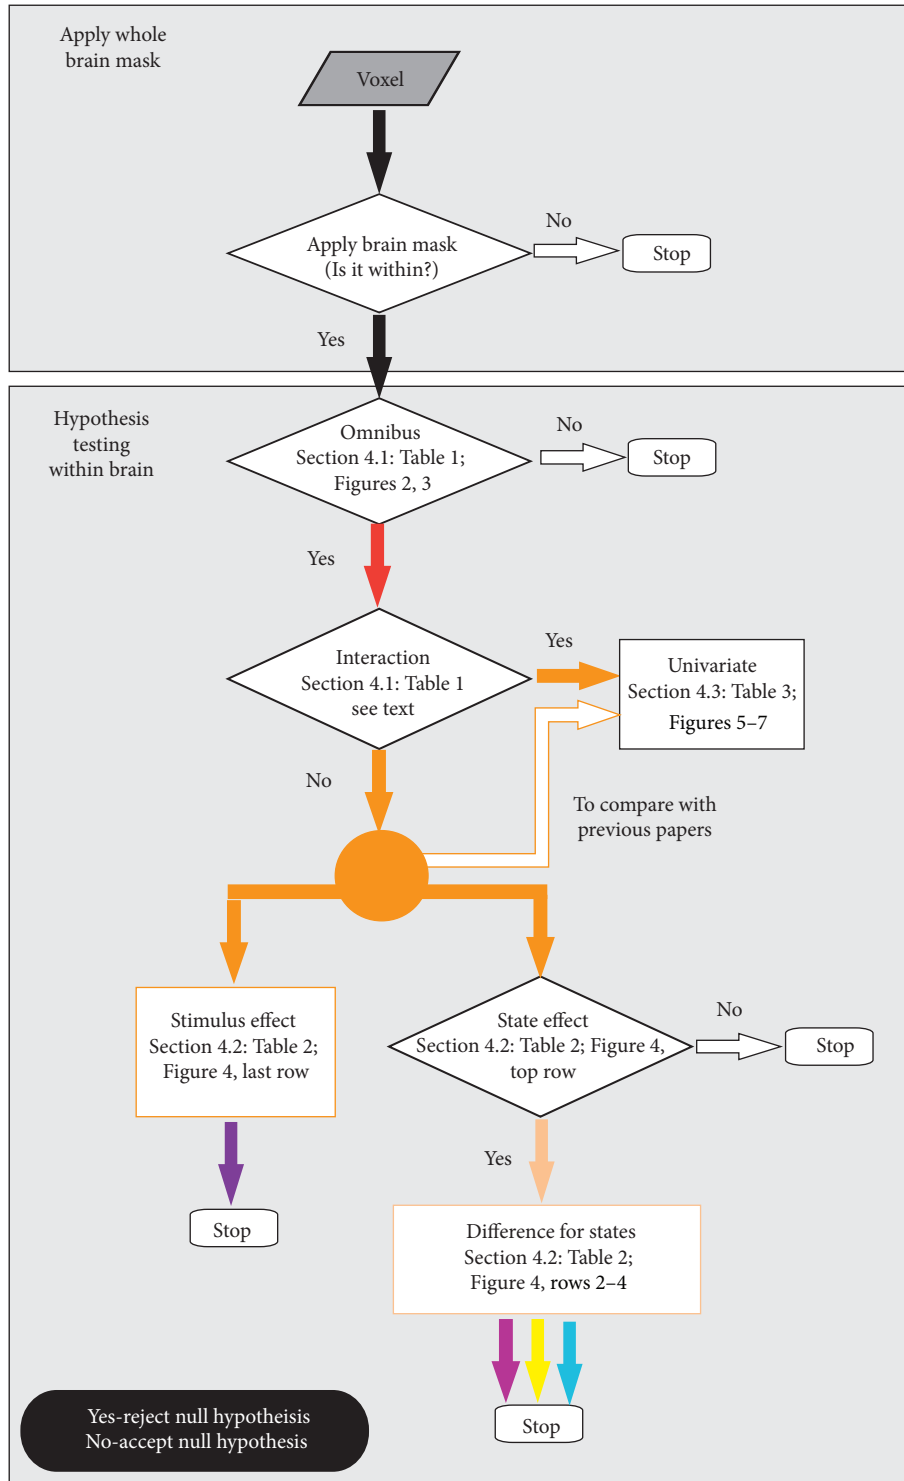 Apply whole
brain mask
Voxel
Apply brain mask
(Is it within?)
No
Stop
Yes
Hypothesis
testing
within brain
Omnibus
Section 4.1: Table 1;
Figures 2, 3
No
Stop
Yes
Interaction
Section 4.1: Table 1
see text
Yes
Univariate
Section 4.3: Table 3;
Figures 5–7
No
To compare with
previous papers
Stimulus effect
Section 4.2: Table 2;
Figure 4, last row
State effect
Section 4.2: Table 2; Figure 4,
top row
No
Stop
Yes
Stop
Difference for states
Section 4.2: Table 2;
Figure 4, rows 2–4
Stop
Yes-reject null hypotheisis
No-accept null hypothesis